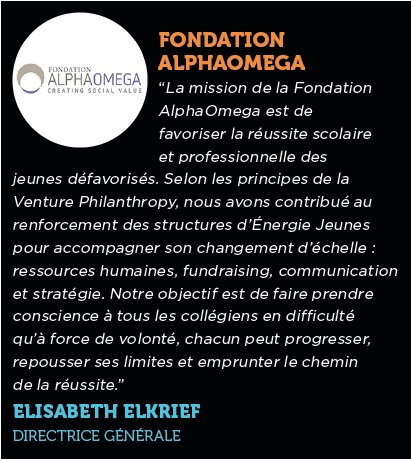 FONDATION
ALPHAOMEGA
CREATING SOCIAL VALUE
FONDATION
ALPHAOMEGA
“La mission de la Fondation
AlphaOmega est de
favoriser la réussite scolaire
et professionnelle des
jeunes défavorisés. Selon les principes de la
Venture Philanthropy, nous avons contribué au
renforcement des structures d’Énergie Jeunes
pour accompagner son changement d’échelle :
ressources humaines, fundraising, communication
et stratégie. Notre objectif est de faire prendre
conscience à tous les collégiens en difficulté
qu’à force de volonté, chacun peut progresser,
repousser ses limites et emprunter le chemin
de la réussite.”
ELISABETH ELKRIEF
DIRECTRICE GÉNÉRALE